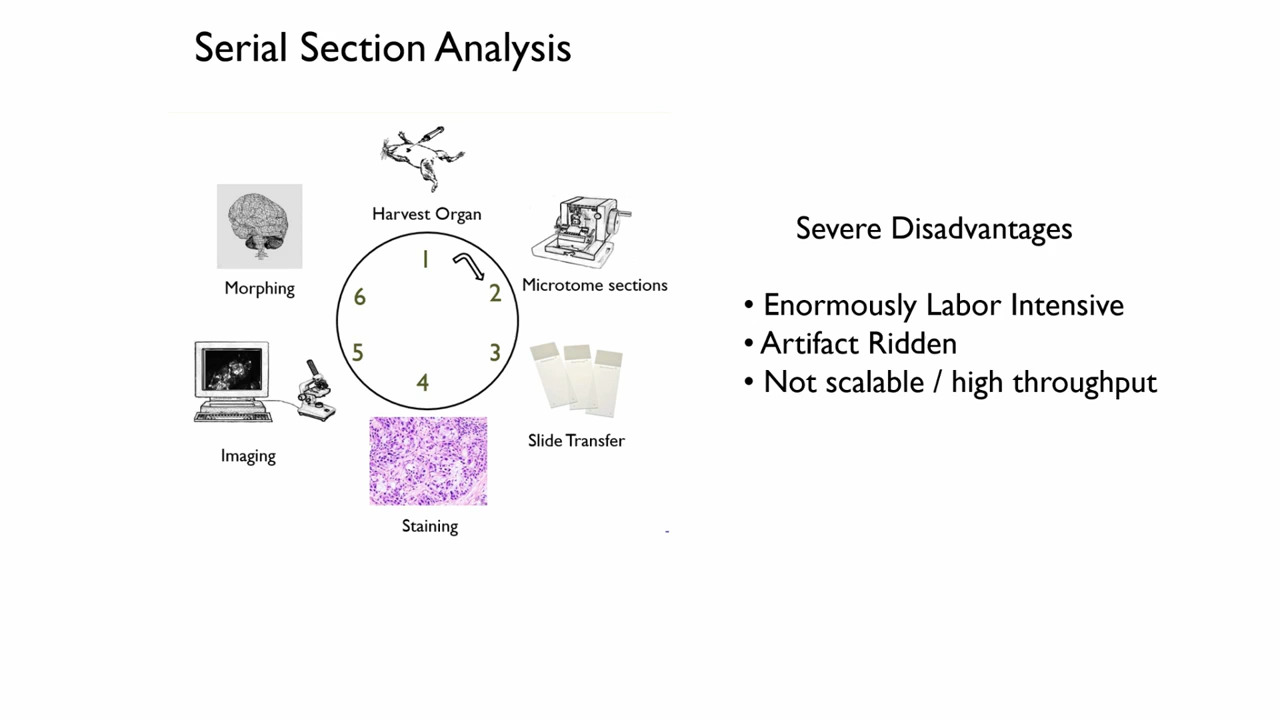 Serial Section Analysis
Harvest Organ
Microtome sections
Slide Transfer
Staining
Imaging
Morphing
1
2
3
4
5
6
Severe Disadvantages
• Enormously Labor Intensive
• Artifact Ridden
• Not scalable / high throughput